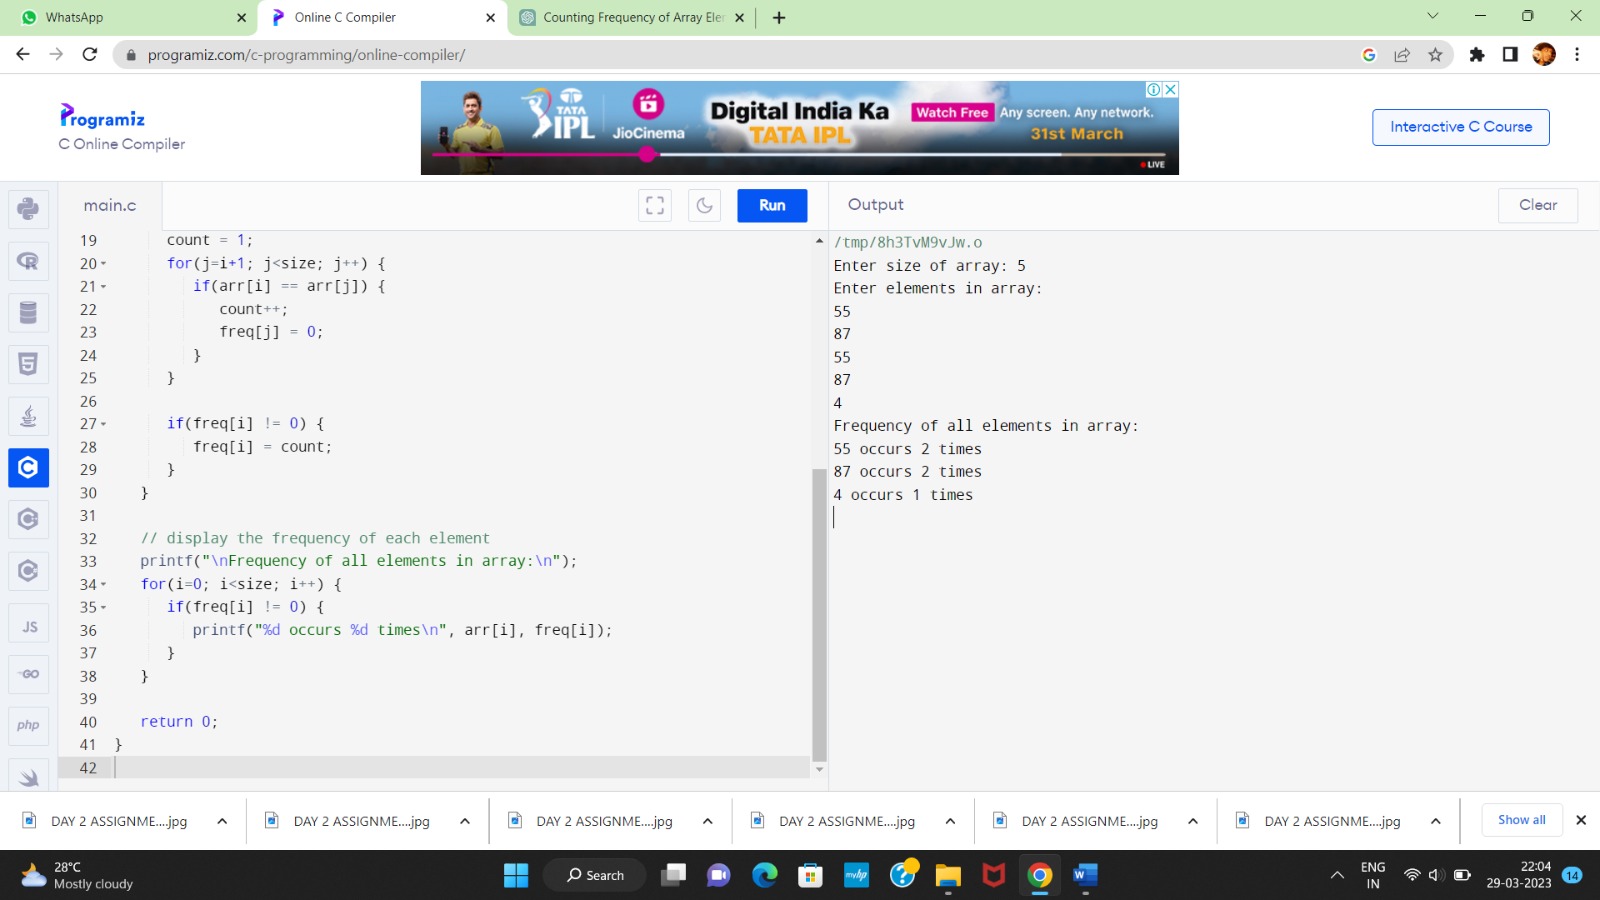 WhatsApp
Online C Compiler
Counting Frequency of Array Ele
programiz.com/c-programming/online-compiler/
Programiz
C Online Compiler
TATA
IPL
JioCinema
Digital India Ka
TATA IPL
Watch Free
Any screen. Any network.
31st March
LIVE
Interactive C Course
main.c
Run
Output
Clear
19 count = 1;
20 for(j=i+1; j<size; j++) {
21 if(arr[i] == arr[j]) {
22 count++;
23 freq[j] = 0;
24 }
25 }
26
27 if(freq[i] != 0) {
28 freq[i] = count;
29 }
30 }
31
32 // display the frequency of each element
33 printf("\nFrequency of all elements in array:\n");
34 for(i=0; i<size; i++) {
35 if(freq[i] != 0) {
36 printf("%d occurs %d times\n", arr[i], freq[i]);
37 }
38 }
39
40 return 0;
41 }
42
/tmp/8h3TvM9vJw.o
Enter size of array: 5
Enter elements in array:
55
87
55
87
4
Frequency of all elements in array:
55 occurs 2 times
87 occurs 2 times
4 occurs 1 times
R
5
C
JS
GO
php
DAY 2 ASSIGNME....jpg
DAY 2 ASSIGNME....jpg
DAY 2 ASSIGNME....jpg
DAY 2 ASSIGNME....jpg
DAY 2 ASSIGNME....jpg
DAY 2 ASSIGNME....jpg
Show all
28°C
Mostly cloudy
Search
myhp
W
ENG
IN
22:04
29-03-2023
14